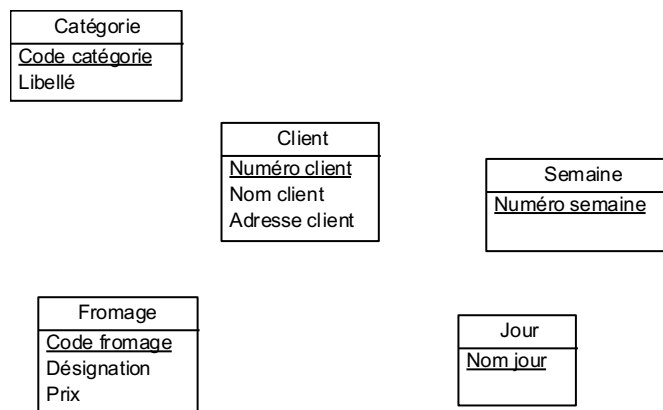 Catégorie
Code catégorie
Libellé
Client
Numéro client
Nom client
Adresse client
Semaine
Numéro semaine
Fromage
Code fromage
Désignation
Prix
Jour
Nom jour